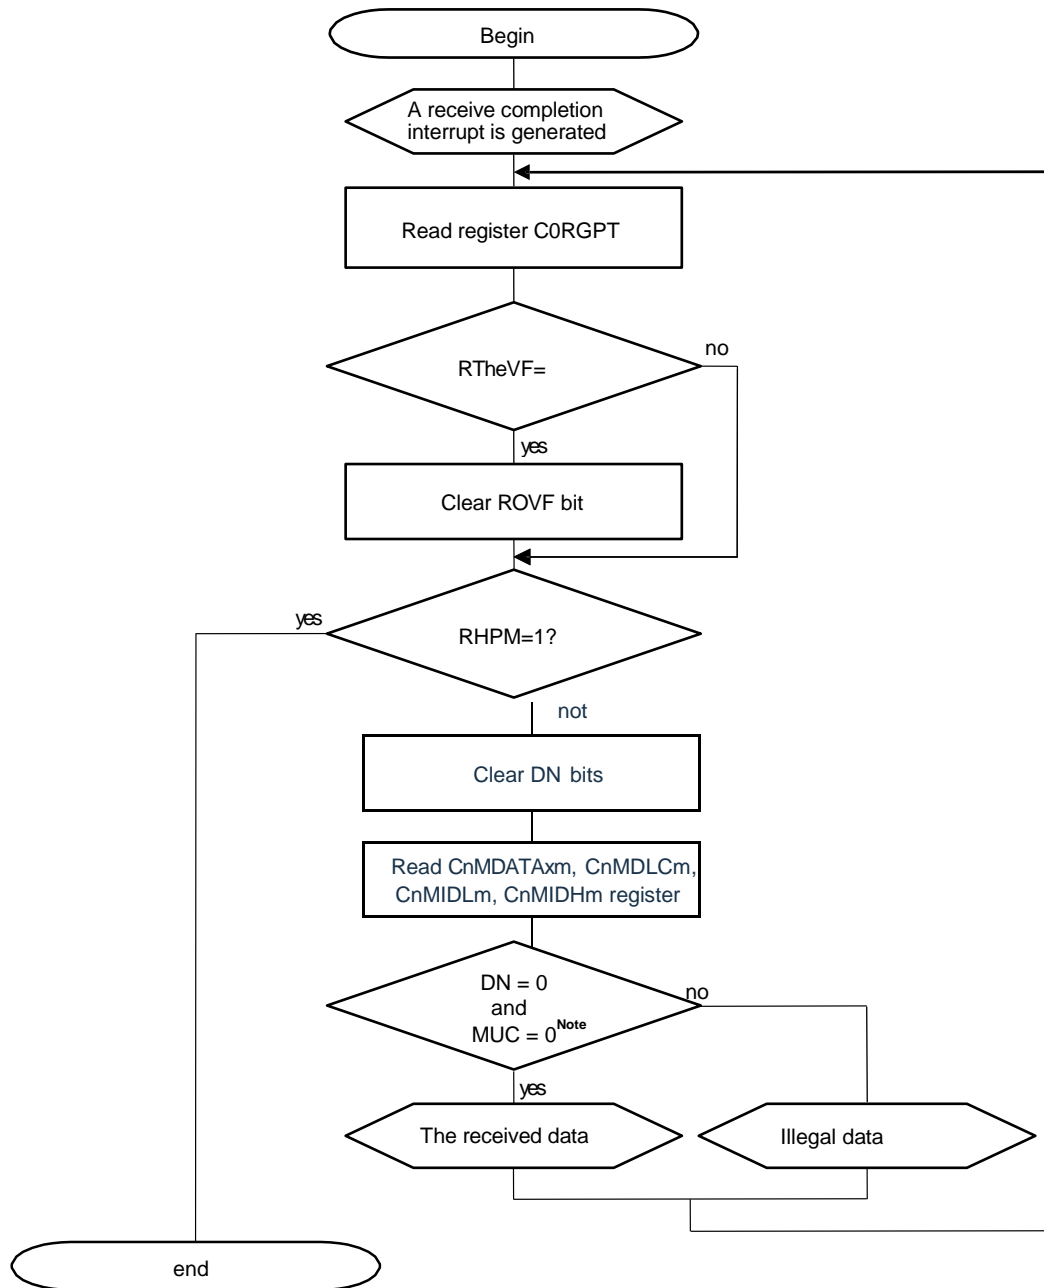 Begin
A receive completion
interrupt is generated
Read register C0RGPT
RTheVF=
no
yes
Clear ROVF bit
yes
RHPM=1?
not
Clear DN bits
Read CnMDATAxm, CnMDLCm,
CnMIDLm, CnMIDHm register
DN = 0
and
MUC = 0Note
no
yes
The received data
Illegal data
end